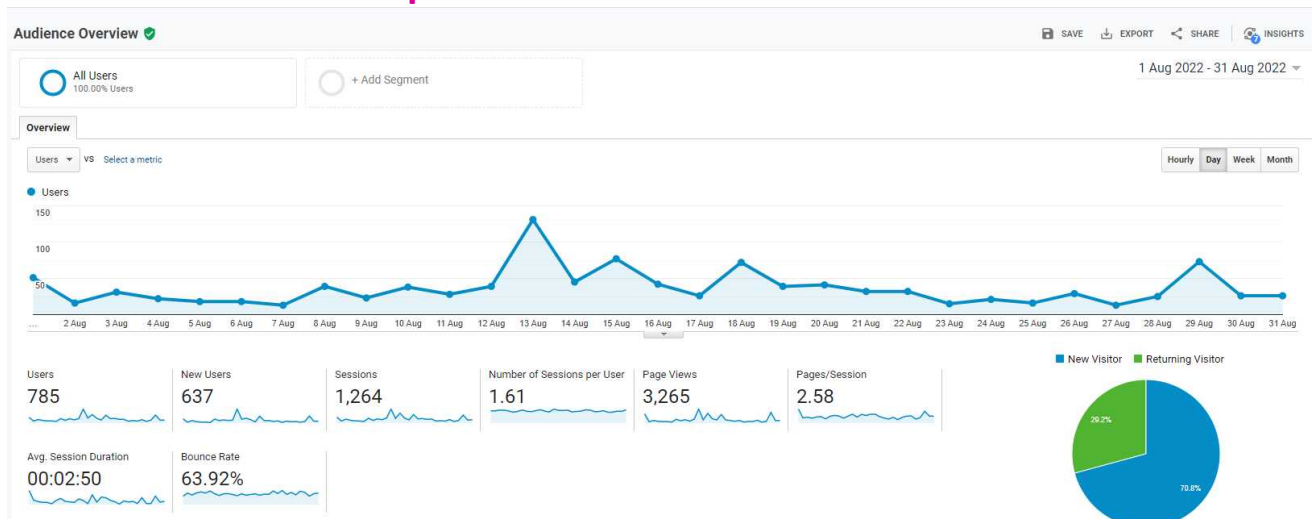 Audience Overview
SAVE EXPORT SHARE 7 INSIGHTS
All Users
100.00% Users
+ Add Segment
1 Aug 2022 - 31 Aug 2022
Overview
Users VS Select a metric
Hourly Day Week Month
Users
150
100
50
... 2 Aug 3 Aug 4 Aug 5 Aug 6 Aug 7 Aug 8 Aug 9 Aug 10 Aug 11 Aug 12 Aug 13 Aug 14 Aug 15 Aug 16 Aug 17 Aug 18 Aug 19 Aug 20 Aug 21 Aug 22 Aug 23 Aug 24 Aug 25 Aug 26 Aug 27 Aug 28 Aug 29 Aug 30 Aug 31 Aug
New Visitor Returning Visitor
Users
785
New Users
637
Sessions
1,264
Number of Sessions per User
1.61
Page Views
3,265
Pages/Session
2.58
29.2%
70.8%
Avg. Session Duration
00:02:50
Bounce Rate
63.92%